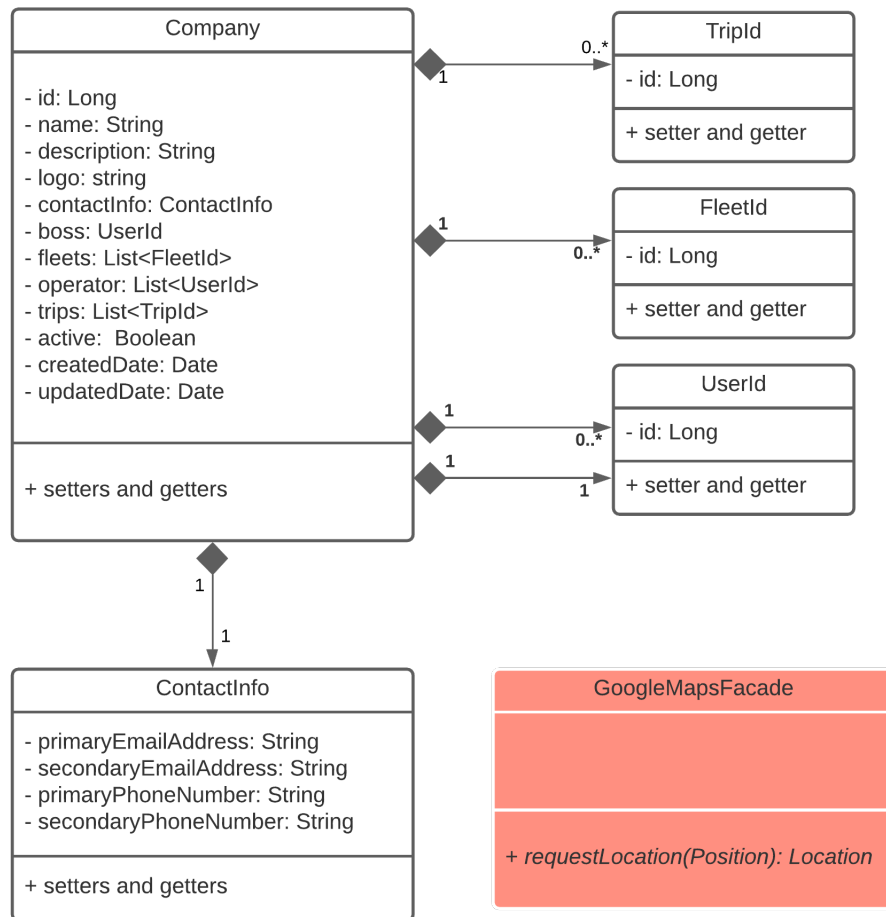 Company
- id: Long
- name: String
- description: String
- logo: string
- contactInfo: ContactInfo
- boss: UserId
- fleets: List<FleetId>
- operator: List<UserId>
- trips: List<TripId>
- active:  Boolean
- createdDate: Date
- updatedDate: Date
+ setters and getters
1
0..*
TripId
- id: Long
+ setter and getter
1
0..*
FleetId
- id: Long
+ setter and getter
1
0..*
1
1
UserId
- id: Long
+ setter and getter
1
1
ContactInfo
- primaryEmailAddress: String
- secondaryEmailAddress: String
- primaryPhoneNumber: String
- secondaryPhoneNumber: String
+ setters and getters
GoogleMapsFacade
+ requestLocation(Position): Location